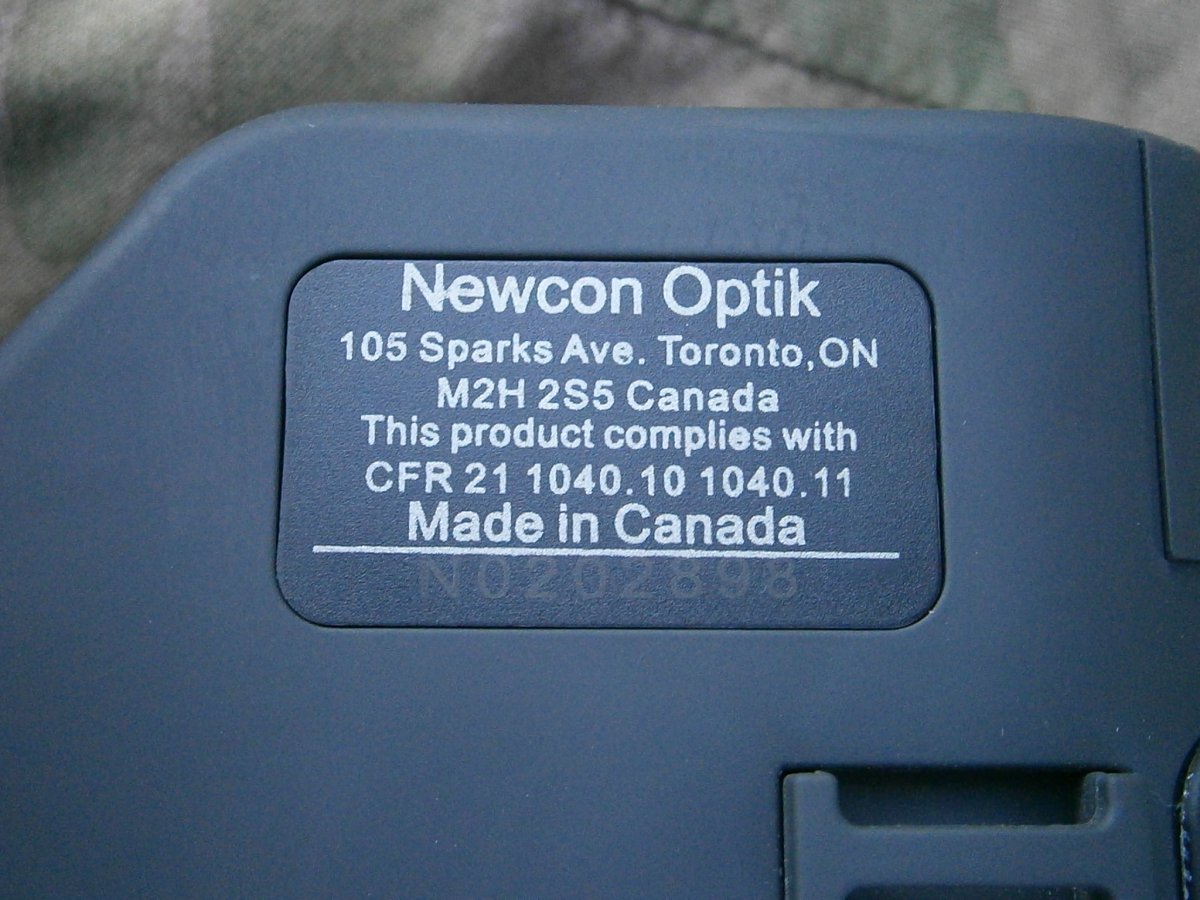 Newcon Optik
105 Sparks Ave. Toronto, ON
M2H 2S5 Canada
This product complies with
CFR 21 1040.10 1040.11
Made in Canada
N0202898